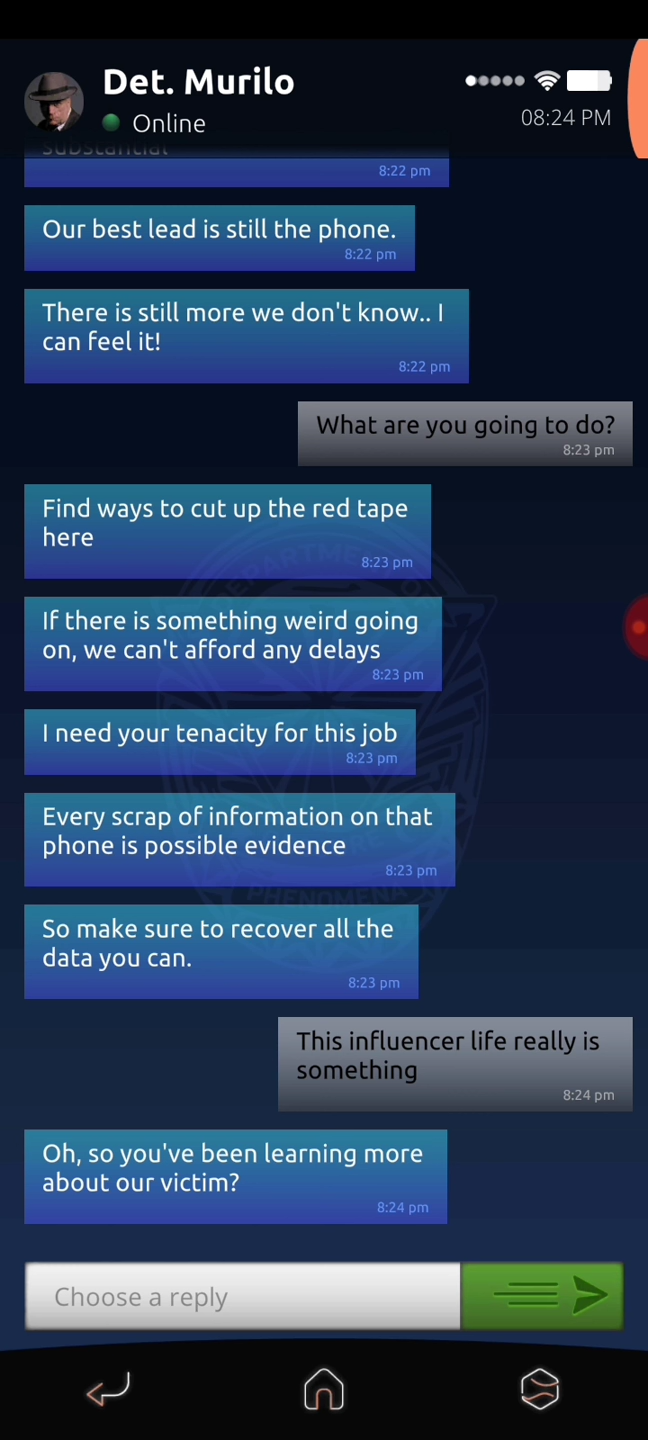 Det. Murilo
Online
08:24 PM
substantial
8:22 pm
Our best lead is still the phone.
8:22 pm
There is still more we don't know.. I
can feel it!
8:22 pm
What are you going to do?
8:23 pm
Find ways to cut up the red tape
here
8:23 pm
If there is something weird going
on, we can't afford any delays
8:23 pm
I need your tenacity for this job
8:23 pm
Every scrap of information on that
phone is possible evidence
8:23 pm
So make sure to recover all the
data you can.
8:23 pm
This influencer life really is
something
8:24 pm
Oh, so you've been learning more
about our victim?
8:24 pm
Choose a reply
DEPARTMENT OF
PHENOMENA